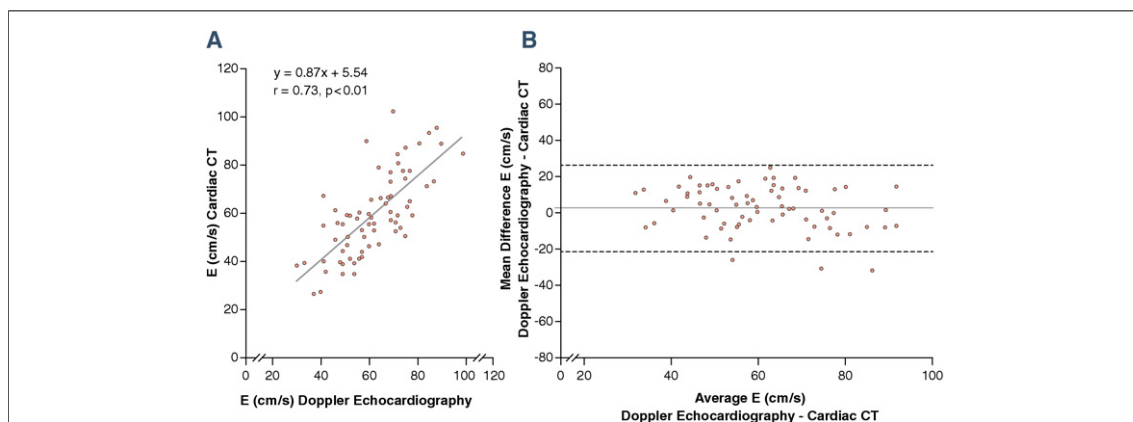 A
y = 0.87x + 5.54
r = 0.73, p<0.01
E (cm/s) Cardiac CT
120
100
80
60
40
20
0
0 20 40 60 80 100 120
E (cm/s) Doppler Echocardiography
B
Mean Difference E (cm/s)
Doppler Echocardiography - Cardiac CT
80
60
40
20
0
-20
-40
-60
-80
0 20 40 60 80 100
Average E (cm/s)
Doppler Echocardiography - Cardiac CT